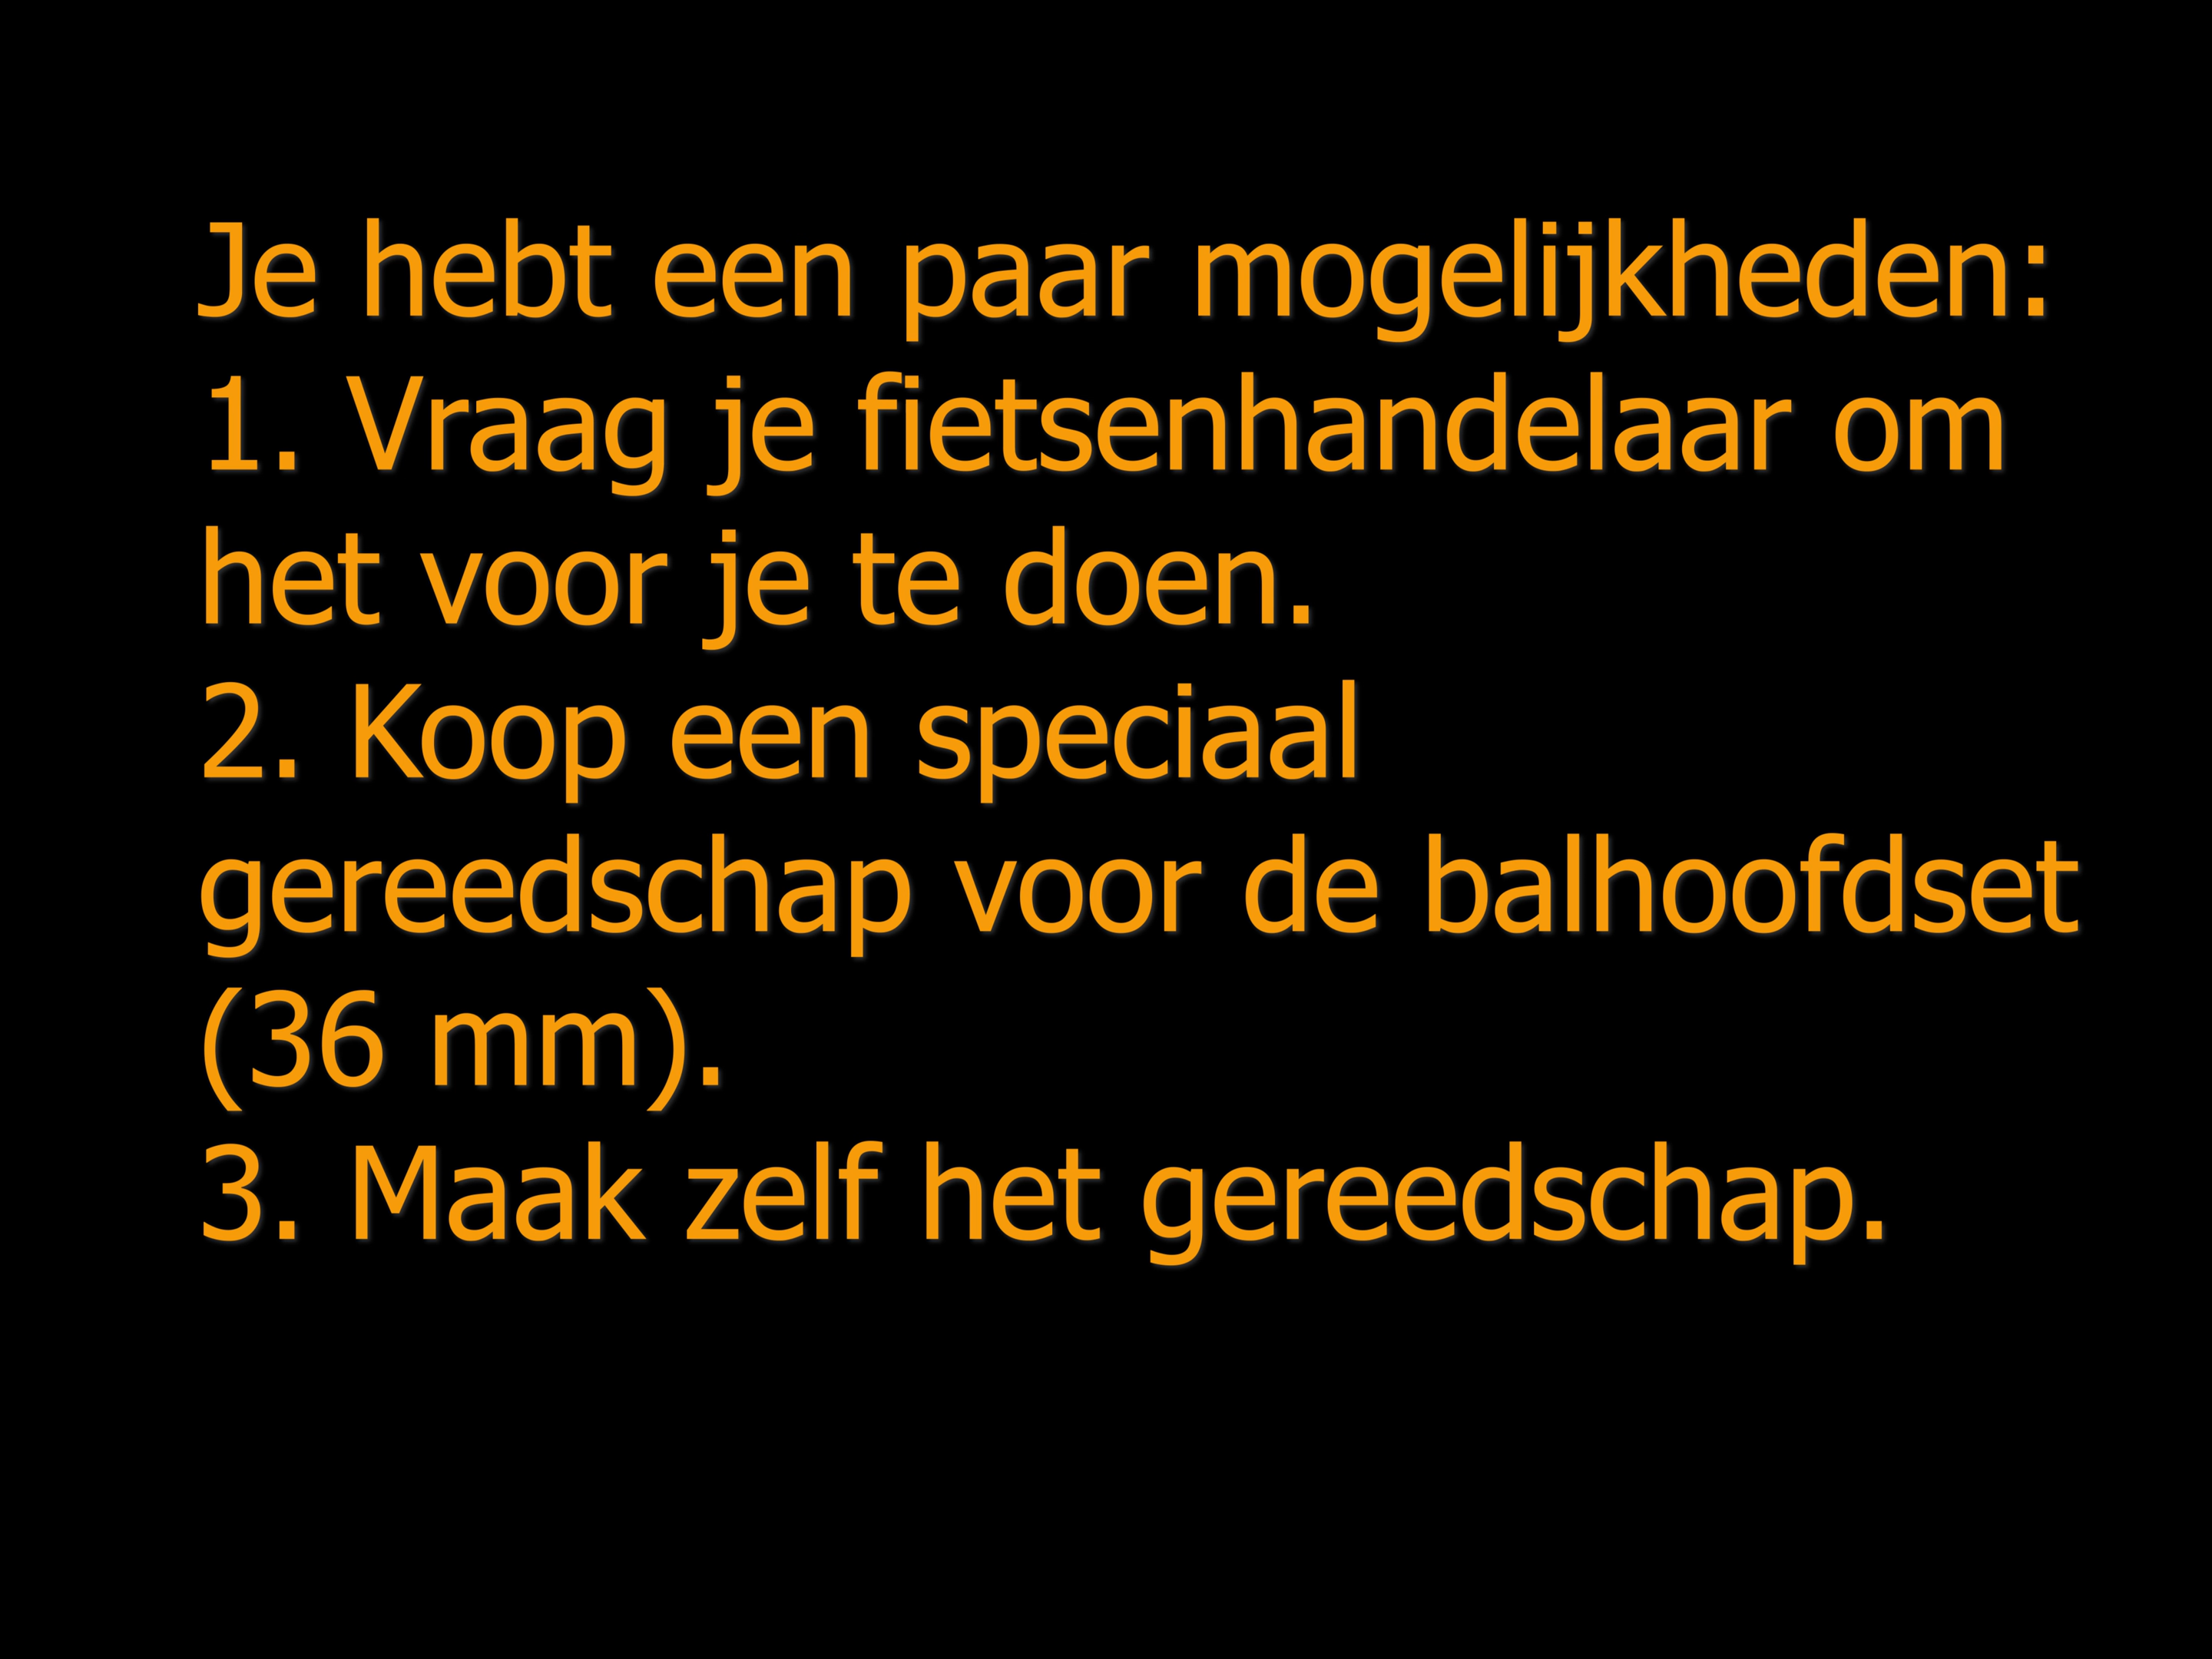 Je hebt een paar mogelijkheden:
1. Vraag je fietsenhandelaar om
het voor je te doen.
2. Koop een speciaal
gereedschap voor de balhoofdset
(36 mm).
3. Maak zelf het gereedschap.